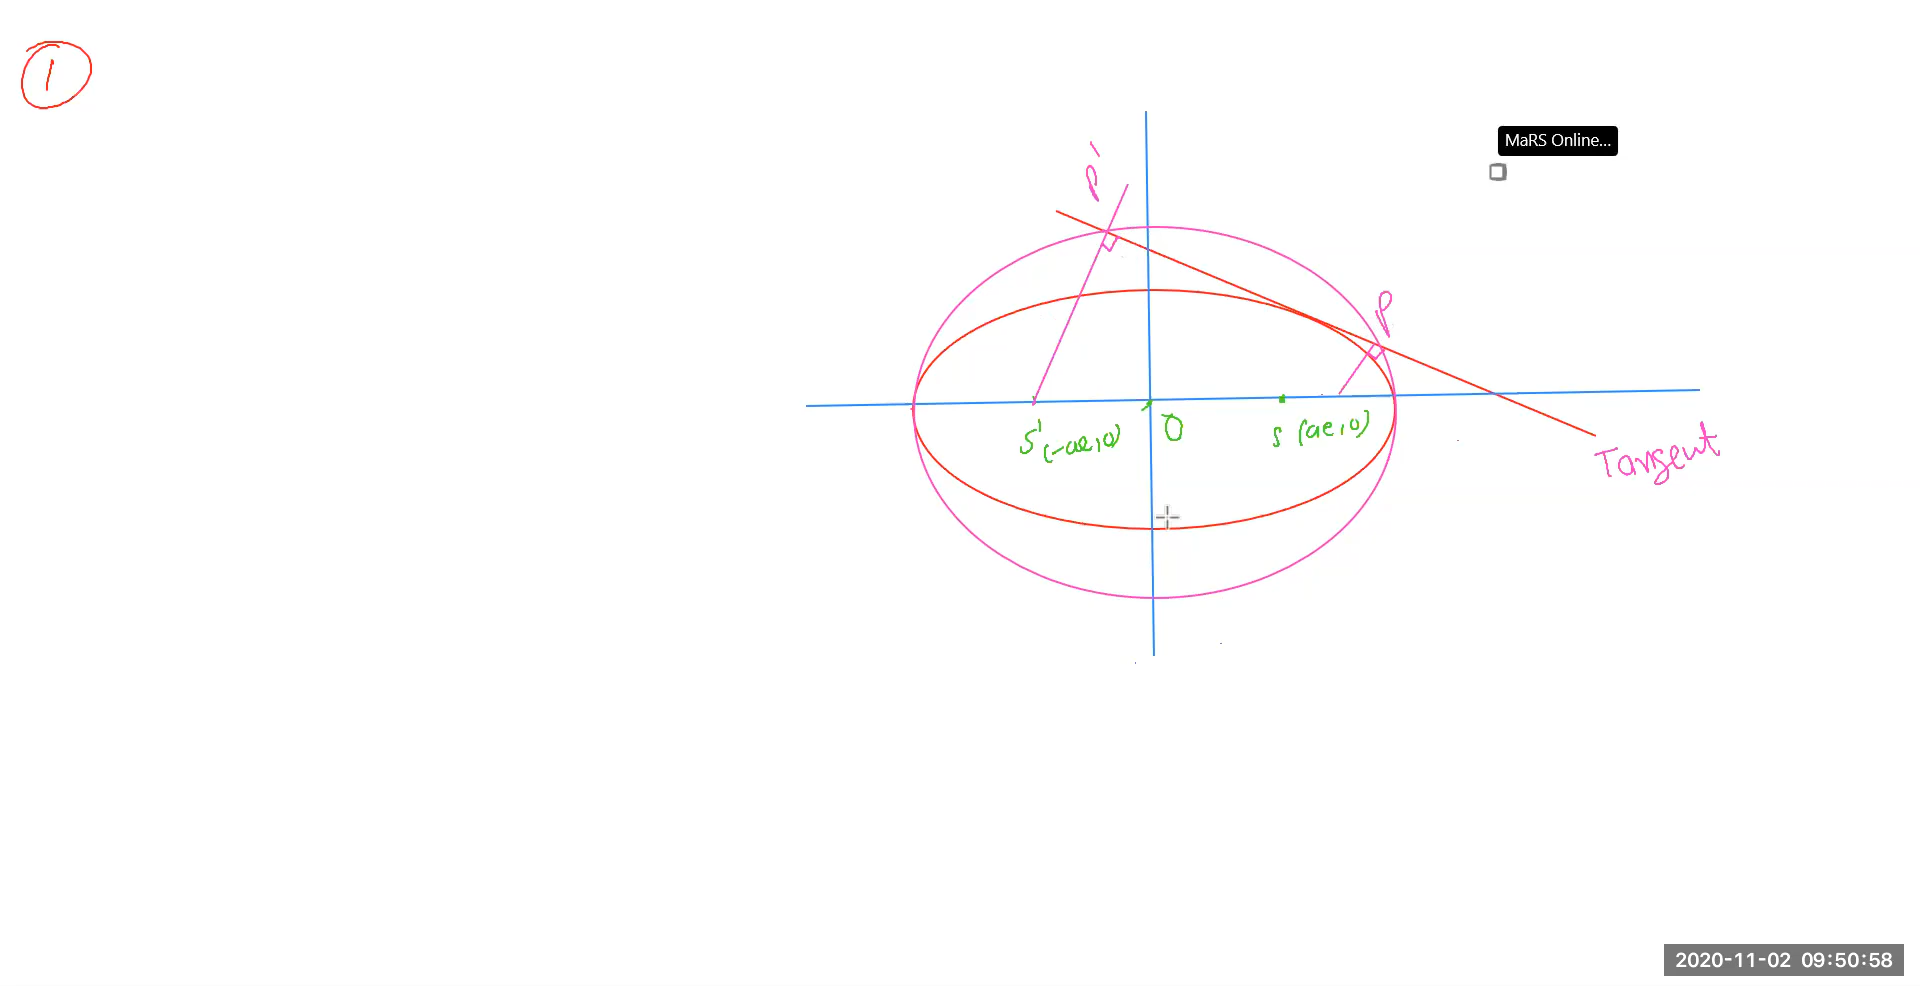 1
MaRS Online...
P'
P
S' (-ae,0)
O
S (ae,0)
Tangent
2020-11-02 09:50:58